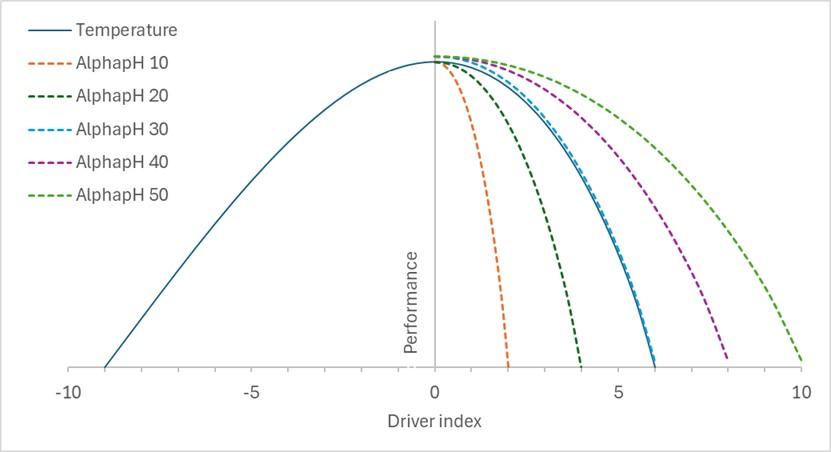 Temperature
AlphapH 10
AlphapH 20
AlphapH 30
AlphapH 40
AlphapH 50
Performance
-10
-5
0
5
10
Driver index